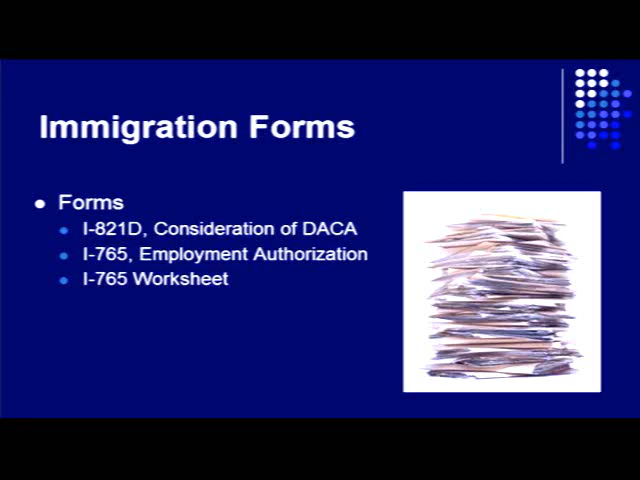 Immigration Forms
Forms
I-821D, Consideration of DACA
I-765, Employment Authorization
I-765 Worksheet